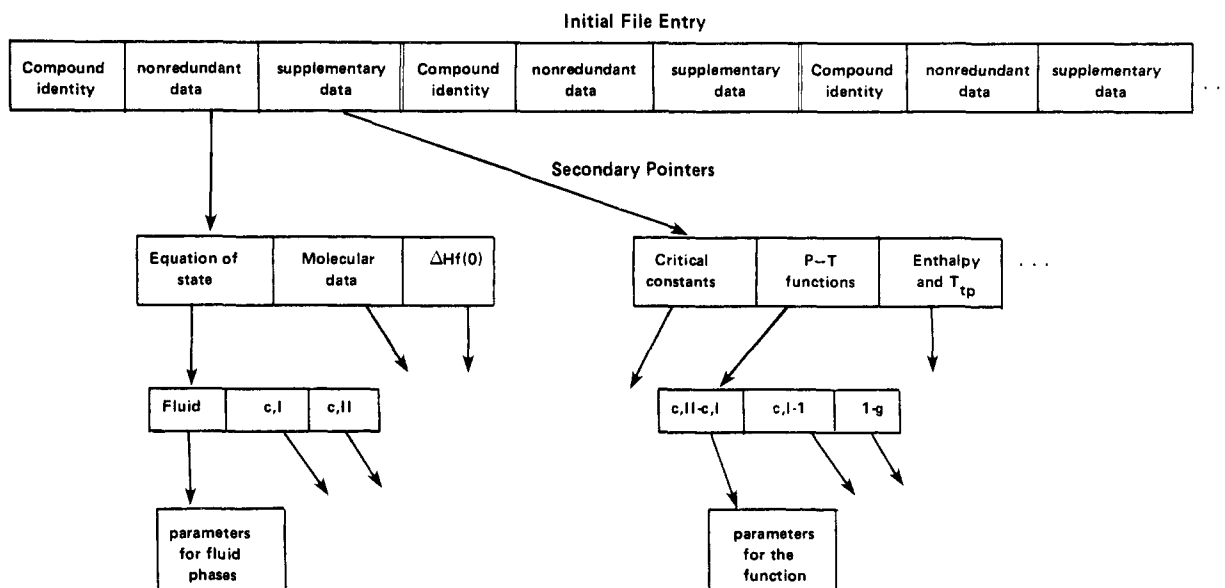 Initial File Entry
Compound identity
nonredundant data
supplementary data
Compound identity
nonredundant data
supplementary data
Compound identity
nonredundant data
supplementary data
. .
Secondary Pointers
Equation of state
Molecular data
ΔHf(0)
Critical constants
P–T functions
Enthalpy and Ttp
. . .
Fluid
c,I
c,II
c,II-c,I
c,I-1
1-g
parameters for fluid phases
parameters for the function